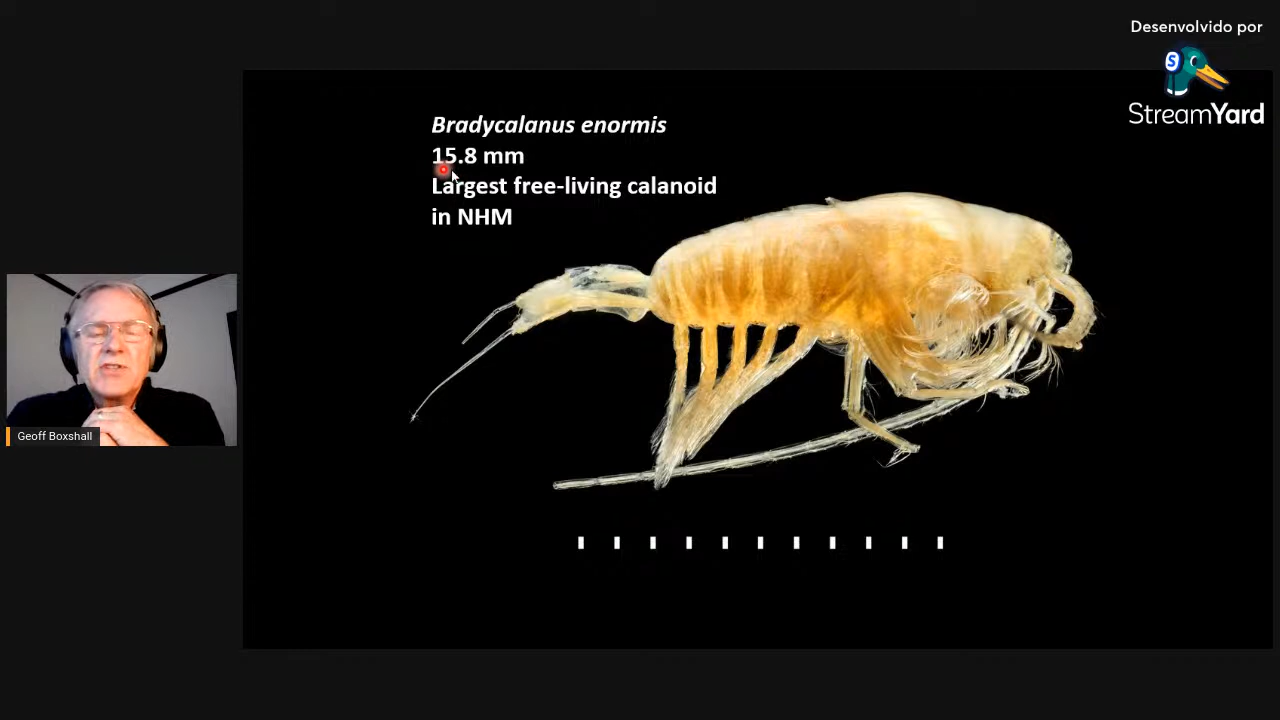 Desenvolvido por
S
StreamYard
Bradycalanus enormis
15.8 mm
Largest free-living calanoid
in NHM
Geoff Boxshall